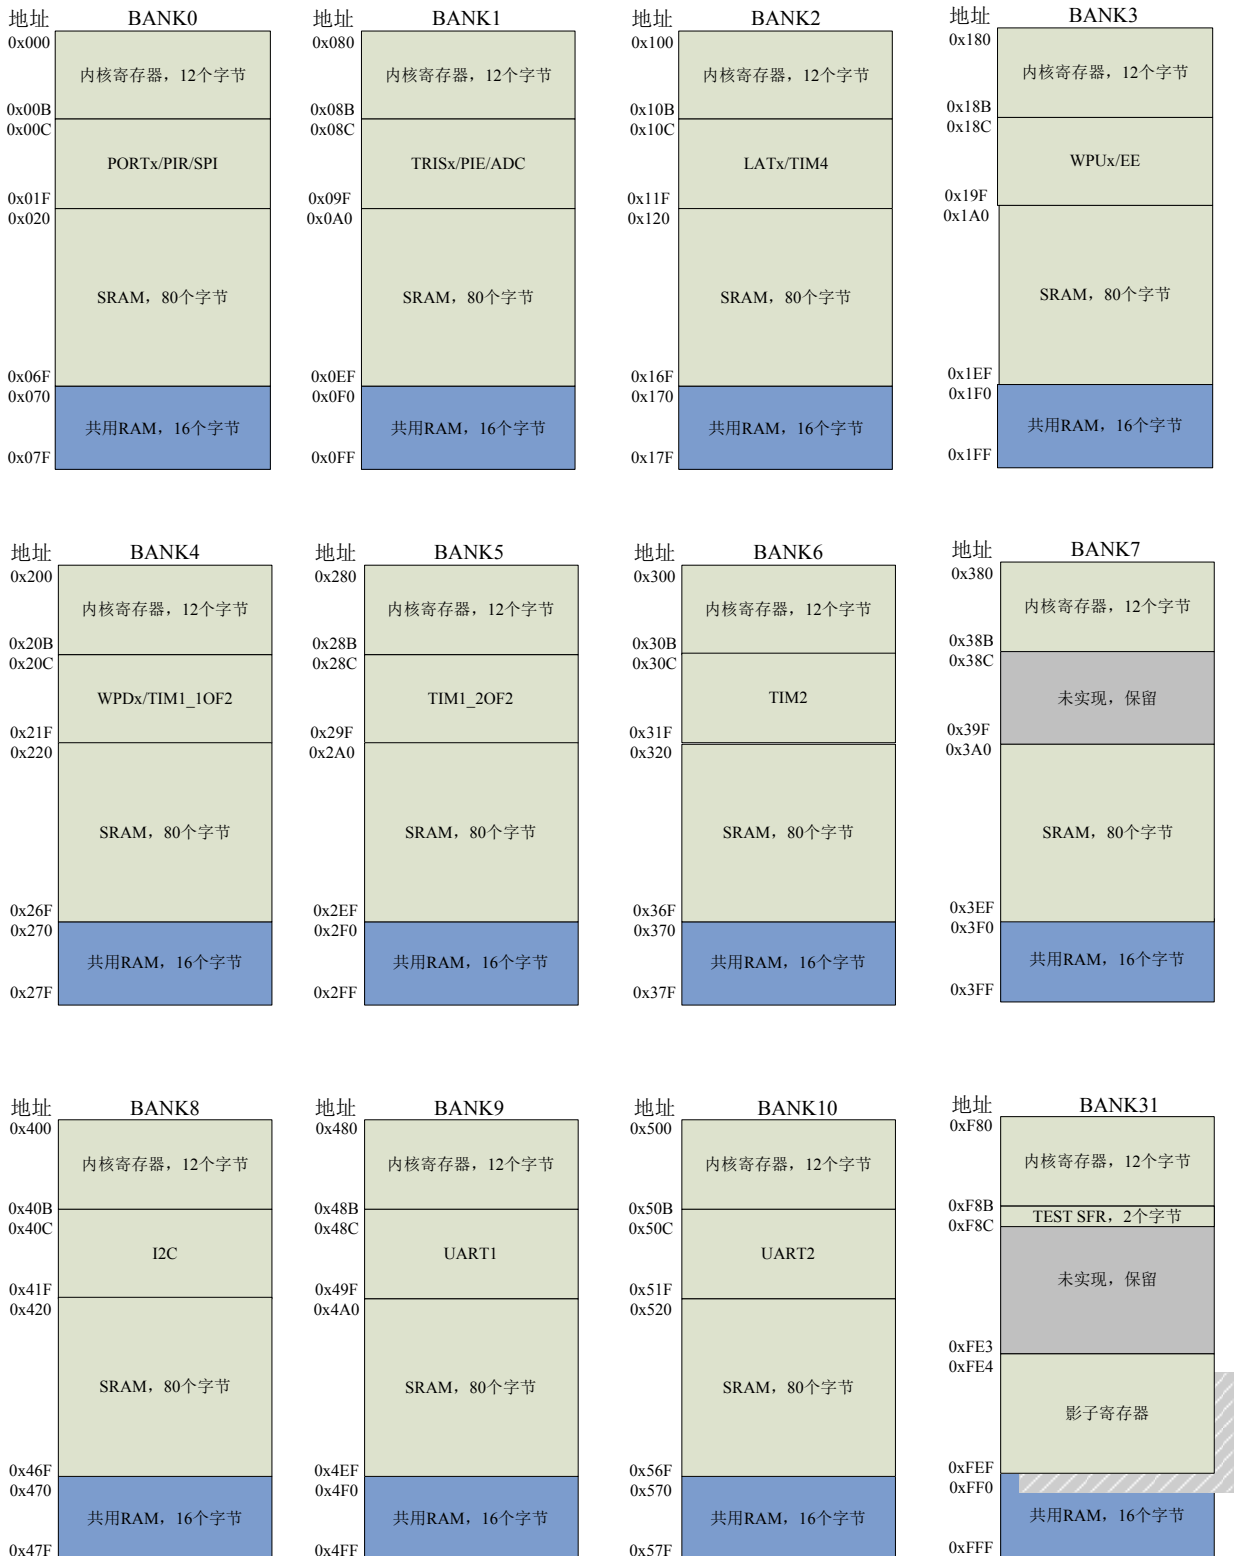 地址 BANK0
0x000
内核寄存器，12个字节
0x00B
0x00C
PORTx/PIR/SPI
0x01F
0x020
SRAM，80个字节
0x06F
0x070
共用RAM，16个字节
0x07F
地址 BANK1
0x080
内核寄存器，12个字节
0x08B
0x08C
TRISx/PIE/ADC
0x09F
0x0A0
SRAM，80个字节
0x0EF
0x0F0
共用RAM，16个字节
0x0FF
地址 BANK2
0x100
内核寄存器，12个字节
0x10B
0x10C
LATx/TIM4
0x11F
0x120
SRAM，80个字节
0x16F
0x170
共用RAM，16个字节
0x17F
地址 BANK3
0x180
内核寄存器，12个字节
0x18B
0x18C
WPUx/EE
0x19F
0x1A0
SRAM，80个字节
0x1EF
0x1F0
共用RAM，16个字节
0x1FF
地址 BANK4
0x200
内核寄存器，12个字节
0x20B
0x20C
WPDx/TIM1_1OF2
0x21F
0x220
SRAM，80个字节
0x26F
0x270
共用RAM，16个字节
0x27F
地址 BANK5
0x280
内核寄存器，12个字节
0x28B
0x28C
TIM1_2OF2
0x29F
0x2A0
SRAM，80个字节
0x2EF
0x2F0
共用RAM，16个字节
0x2FF
地址 BANK6
0x300
内核寄存器，12个字节
0x30B
0x30C
TIM2
0x31F
0x320
SRAM，80个字节
0x36F
0x370
共用RAM，16个字节
0x37F
地址 BANK7
0x380
内核寄存器，12个字节
0x38B
0x38C
未实现，保留
0x39F
0x3A0
SRAM，80个字节
0x3EF
0x3F0
共用RAM，16个字节
0x3FF
地址 BANK8
0x400
内核寄存器，12个字节
0x40B
0x40C
I2C
0x41F
0x420
SRAM，80个字节
0x46F
0x470
共用RAM，16个字节
0x47F
地址 BANK9
0x480
内核寄存器，12个字节
0x48B
0x48C
UART1
0x49F
0x4A0
SRAM，80个字节
0x4EF
0x4F0
共用RAM，16个字节
0x4FF
地址 BANK10
0x500
内核寄存器，12个字节
0x50B
0x50C
UART2
0x51F
0x520
SRAM，80个字节
0x56F
0x570
共用RAM，16个字节
0x57F
地址 BANK31
0xF80
内核寄存器，12个字节
0xF8B
TEST SFR，2个字节
0xF8C
未实现，保留
0xFE3
0xFE4
影子寄存器
0xFEF
0xFF0
共用RAM，16个字节
0xFFF